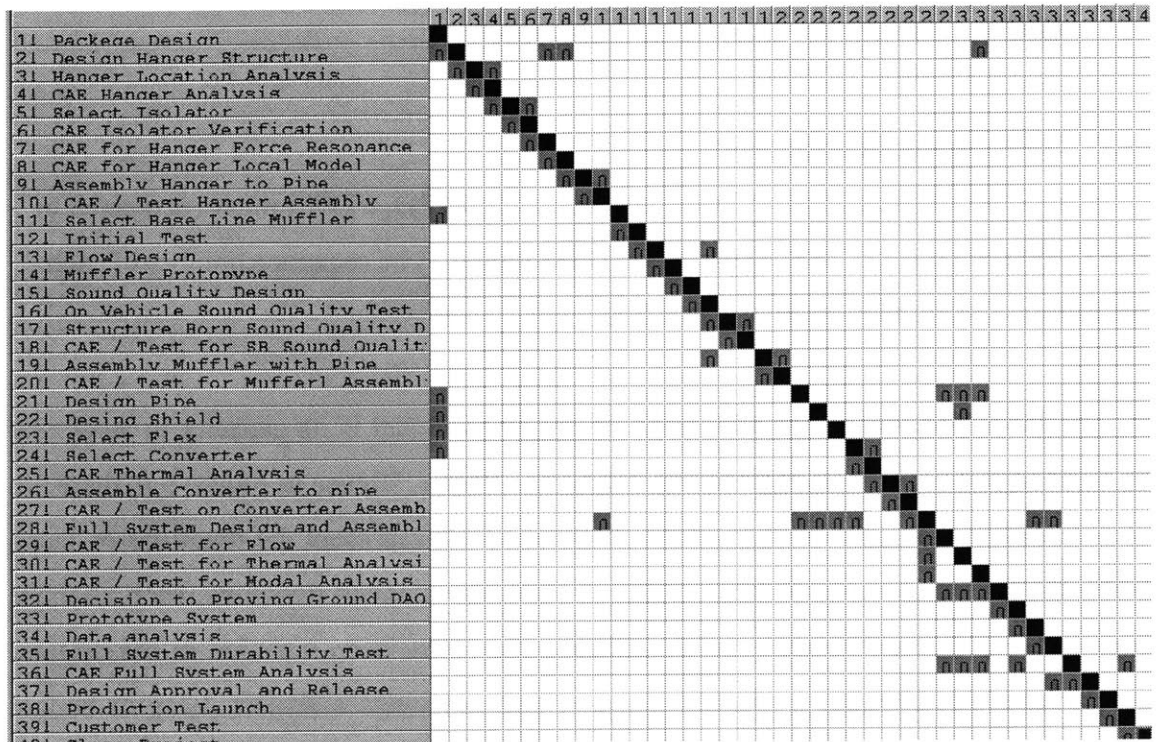 1 2 3 4 5 6 7 8 9 1 1 1 1 1 1 1 1 1 1 2 2 2 2 2 2 2 2 2 2 3 3 3 3 3 3 3 3 3 3 4
1| Packege Design
2| Design Hanger Structure n n n n
3| Hanger Location Analysis n n
4| CAE Hanger Analysis n
5| Select Isolator n n
6| CAE Isolator Verification n
7| CAE for Hanger Force Resonance n
8| CAE for Hanger Local Model n
9| Assembly Hanger to Pipe n n
10| CAE / Test Hanger Assembly n
11| Select Base Line Muffler n
12| Initial Test n
13| Flow Design n n
14| Muffler Protonvpe n
15| Sound Quality Design n
16| On Vehicle Sound Quality Test n
17| Structure Born Sound Quality D n n
18| CAE / Test for SB Sound Qualit n
19| Assembly Muffler with Pipe n n
20| CAE / Test for Mufferl Assembl n
21| Design Pipe n n n n
22| Desing Shield n n
23| Select Flex n
24| Select Converter n n
25| CAE Thermal Analysis n
26| Assemble Converter to pipe n n
27| CAE / Test on Converter Assemb n
28| Full System Design and Assembl n n n n n n n n
29| CAE / Test for Flow n
30| CAE / Test for Thermal Analysi n
31| CAE / Test for Modal Analysis n
32| Decision to Proving Ground DAQ n n n
33| Prototype System n
34| Data analysis n
35| Full System Durability Test n
36| CAE Full System Analysis n n n n n
37| Design Approval and Release n n
38| Production Launch n
39| Customer Test n